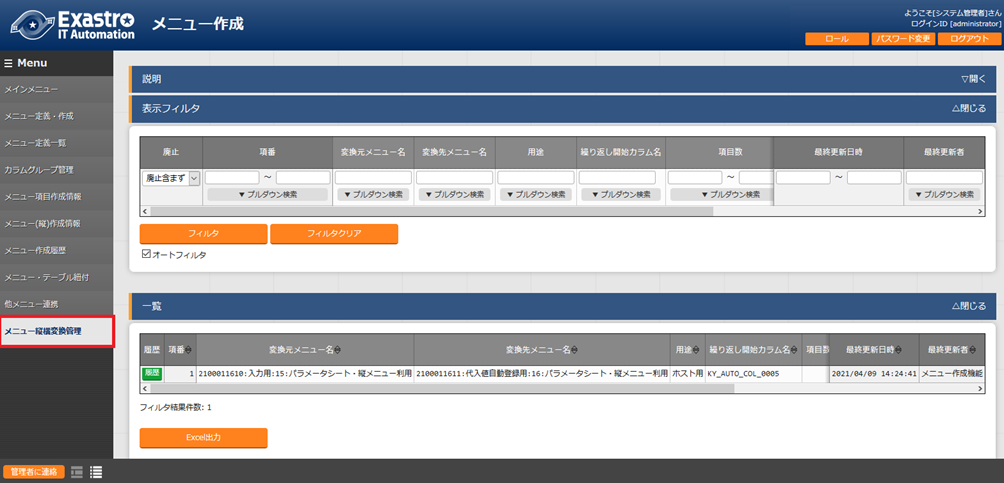 Exastro
IT Automation
メニュー作成
ようこそ[システム管理者]さん
ログインID [administrator]
ロール
パスワード変更
ログアウト
Menu
メインメニュー
メニュー定義・作成
メニュー定義一覧
カラムグループ管理
メニュー項目作成情報
メニュー(縦)作成情報
メニュー作成履歴
メニュー・テーブル紐付
他メニュー連携
メニュー縦横変換管理
説明
▽開く
表示フィルタ
△閉じる
廃止 項番 変換元メニュー名 変換先メニュー名 用途 繰り返し開始カラム名 項目数 最終更新日時 最終更新者
廃止含まず ～ ～ ～
▼プルダウン検索 ▼プルダウン検索 ▼プルダウン検索 ▼プルダウン検索 ▼プルダウン検索 ▼プルダウン検索 ▼プルダウン検索
フィルタ
フィルタクリア
オートフィルタ
一覧
△閉じる
履歴 項番 変換元メニュー名 変換先メニュー名 用途 繰り返し開始カラム名 項目数 最終更新日時 最終更新者
履歴 1 2100011610:入力用:15:パラメータシート・縦メニュー利用 2100011611:代入値自動登録用:16:パラメータシート・縦メニュー利用 ホスト用 KY_AUTO_COL_0005 2021/04/09 14:24:41 メニュー作成機能
フィルタ結果件数: 1
Excel出力
管理者に連絡